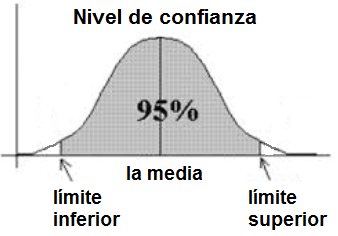 Nivel de confianza
95%
la media
límite
inferior
límite
superior